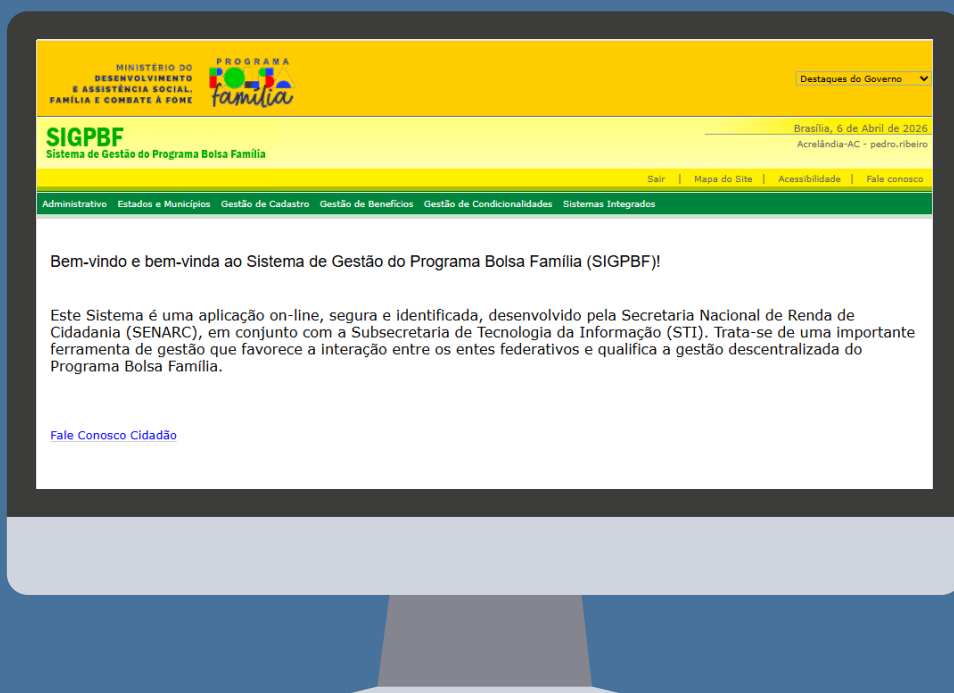 MINISTÉRIO DO
DESENVOLVIMENTO
E ASSISTÊNCIA SOCIAL,
FAMÍLIA E COMBATE À FOME
PROGRAMA
BOLSA
família
Destaques do Governo
SIGPBF
Sistema de Gestão do Programa Bolsa Família
Brasília, 6 de Abril de 2026
Acrelândia-AC - pedro.ribeiro
Sair | Mapa do Site | Acessibilidade | Fale conosco
Administrativo Estados e Municípios Gestão de Cadastro Gestão de Benefícios Gestão de Condicionalidades Sistemas Integrados
Bem-vindo e bem-vinda ao Sistema de Gestão do Programa Bolsa Família (SIGPBF)!
Este Sistema é uma aplicação on-line, segura e identificada, desenvolvido pela Secretaria Nacional de Renda de
Cidadania (SENARC), em conjunto com a Subsecretaria de Tecnologia da Informação (STI). Trata-se de uma importante
ferramenta de gestão que favorece a interação entre os entes federativos e qualifica a gestão descentralizada do
Programa Bolsa Família.
Fale Conosco Cidadão